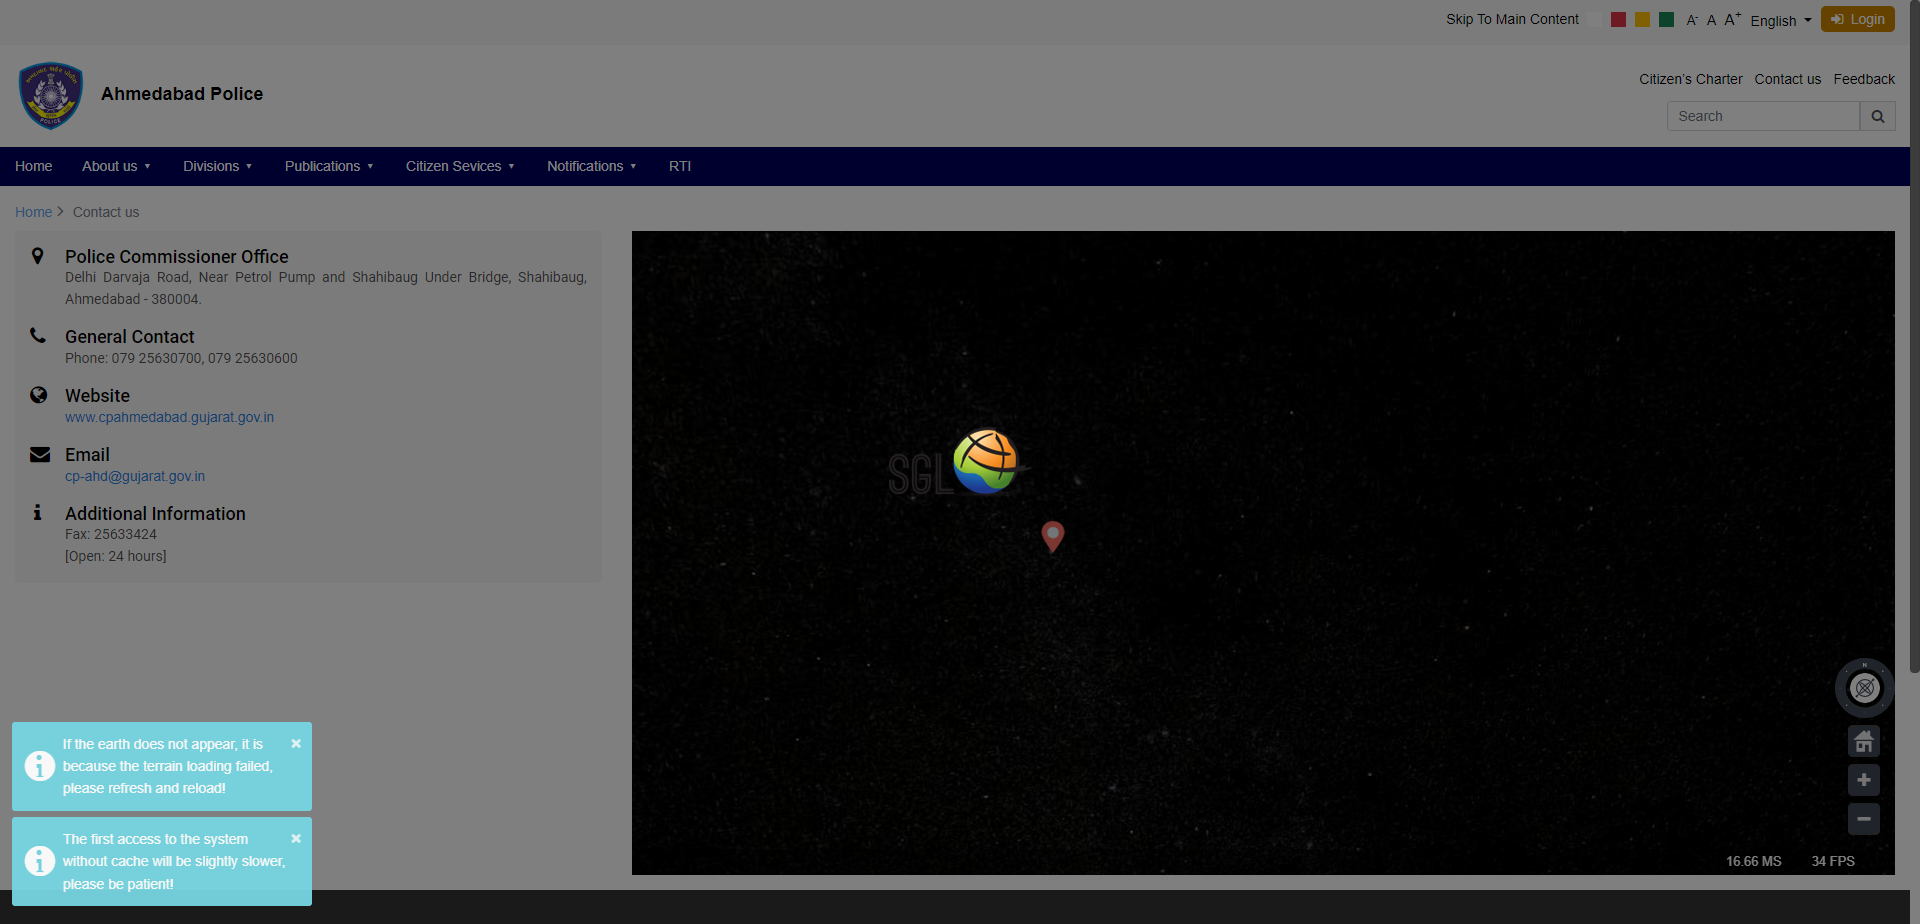 Skip To Main Content
A-
A
A+
English
Login
Ahmedabad Police
Citizen's Charter
Contact us
Feedback
Search
Home
About us
Divisions
Publications
Citizen Sevices
Notifications
RTI
Home
Contact us
Police Commissioner Office
Delhi Darvaja Road, Near Petrol Pump and Shahibaug Under Bridge, Shahibaug,
Ahmedabad - 380004.
General Contact
Phone: 079 25630700, 079 25630600
Website
www.cpahmedabad.gujarat.gov.in
Email
cp-ahd@gujarat.gov.in
Additional Information
Fax: 25633424
[Open: 24 hours]
SGL
N
If the earth does not appear, it is
because the terrain loading failed,
please refresh and reload!
The first access to the system
without cache will be slightly slower,
please be patient!
16.66 MS
34 FPS